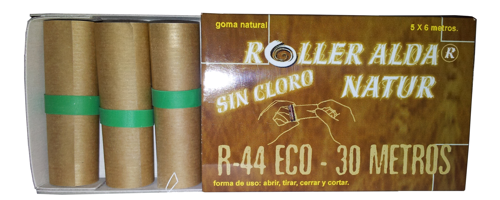 goma natural
5 X 6 metros.
ROLLER ALDA®
SIN CLORO
NATUR
R-44 ECO - 30 METROS
forma de uso: abrir, tirar, cerrar y cortar.